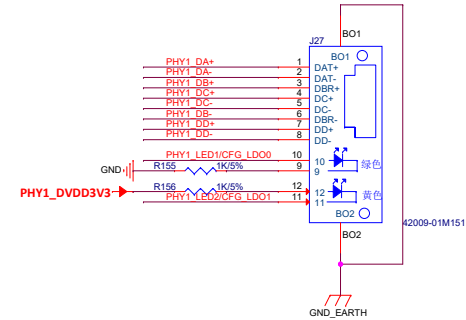 BO1
J27
BO1
PHY1_DA+ 1 DAT+
PHY1_DA- 2 DAT-
PHY1_DB+ 3 DBR+
PHY1_DC+ 4 DC+
PHY1_DC- 5 DC-
PHY1_DB- 6 DBR-
PHY1_DD+ 7 DD+
PHY1_DD- 8 DD-
PHY1_LED1/CFG_LDO0 10 10 绿色
GND R155 1K/5% 9 9
PHY1_DVDD3V3 R156 1K/5% 12 12 黄色
PHY1_LED2/CFG_LDO1 11 11
BO2
42009-01M151
BO2
GND_EARTH